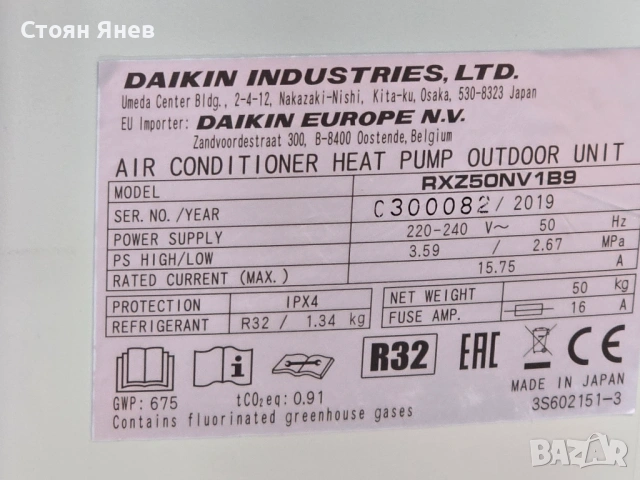 Стоян Янев
DAIKIN INDUSTRIES, LTD.
Umeda Center Bldg., 2-4-12, Nakazaki-Nishi, Kita-ku, Osaka, 530-8323 Japan
EU Importer: DAIKIN EUROPE N.V.
Zandvoordestraat 300, B-8400 Oostende, Belgium
AIR CONDITIONER HEAT PUMP OUTDOOR UNIT
MODEL RXZ50NV1B9
SER. NO. /YEAR C300082 / 2019
POWER SUPPLY 220-240 V~ 50 Hz
PS HIGH/LOW 3.59 / 2.67 MPa
RATED CURRENT (MAX.) 15.75 A
PROTECTION IPX4 NET WEIGHT 50 kg
REFRIGERANT R32 / 1.34 kg FUSE AMP. 16 A
R32 EAC CE
GWP: 675 tCO2eq: 0.91 MADE IN JAPAN
Contains fluorinated greenhouse gases 3S602151-3
bazar
БГ